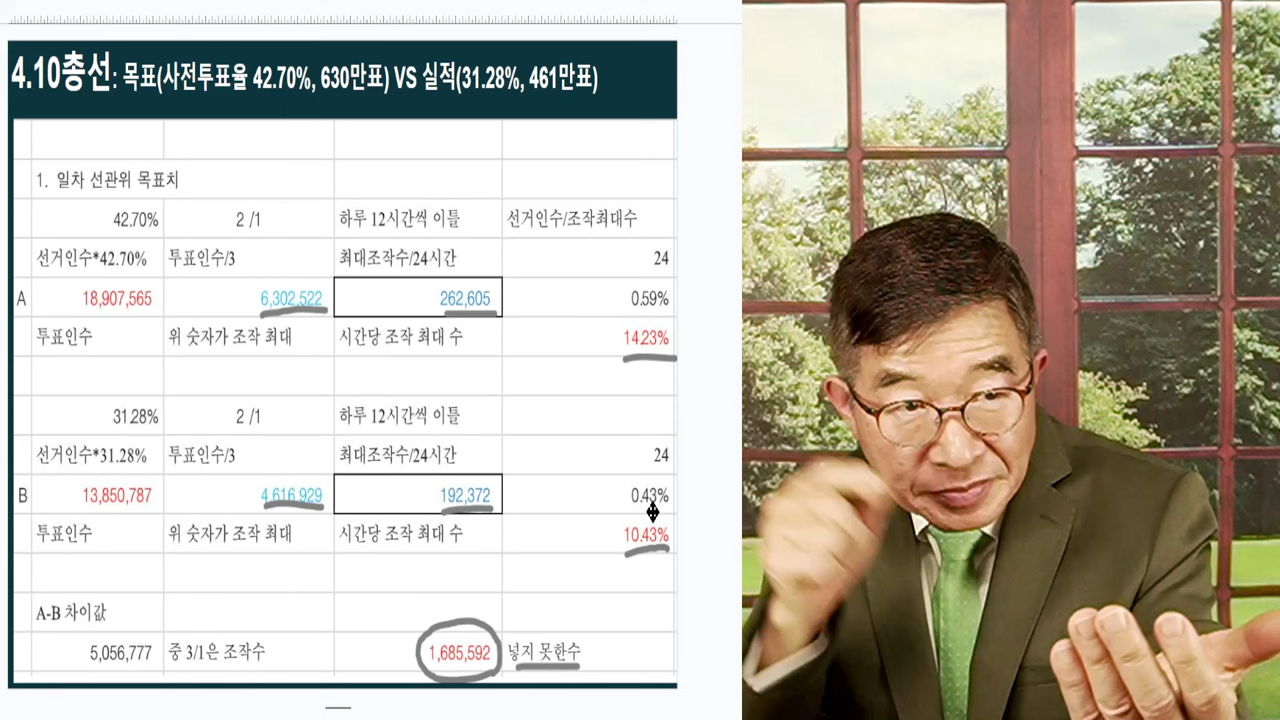 4.10총선: 목표(사전투표율 42.70%, 630만표) VS 실적(31.28%, 461만표)
1. 일차 선관위 목표치
42.70% 2 /1 하루 12시간씩 이틀 선거인수/조작최대수
선거인수*42.70% 투표인수/3 최대조작수/24시간 24
A 18,907,565 6,302,522 262,605 0.59%
투표인수 위 숫자가 조작 최대 시간당 조작 최대 수 14.23%
31.28% 2 /1 하루 12시간씩 이틀
선거인수*31.28% 투표인수/3 최대조작수/24시간 24
B 13,850,787 4,616,929 192,372 0.43%
투표인수 위 숫자가 조작 최대 시간당 조작 최대 수 10.43%
A-B 차이값
5,056,777 중 3/1은 조작수 1,685,592 넣지 못한수